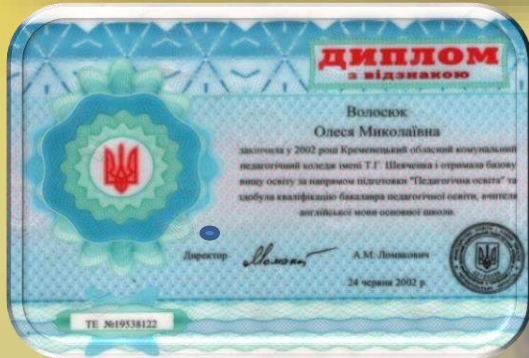 ДИПЛОМ
з відзнакою
Волосюк
Олеся Миколаївна
закінчила у 2002 році Кременецький обласний комунальний
педагогічний коледж імені Т.Г. Шевченка і отримала базову
вищу освіту за напрямом підготовки "Педагогічна освіта" та
здобула кваліфікацію бакалавра педагогічної освіти, вчителя
англійської мови основної школи.
Директор А.М. Ломакович
24 червня 2002 р.
ТЕ №19538122